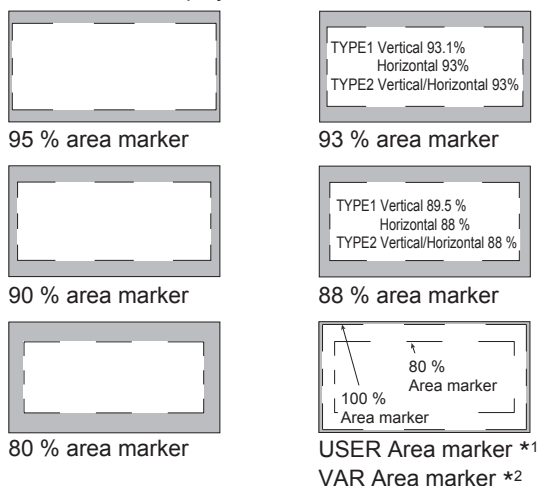 95 % area marker
TYPE1 Vertical 93.1%
Horizontal 93%
TYPE2 Vertical/Horizontal 93%
93 % area marker
90 % area marker
TYPE1 Vertical 89.5 %
Horizontal 88 %
TYPE2 Vertical/Horizontal 88 %
88 % area marker
80 % area marker
80 %
Area marker
100 %
Area marker
USER Area marker *1
VAR Area marker *2